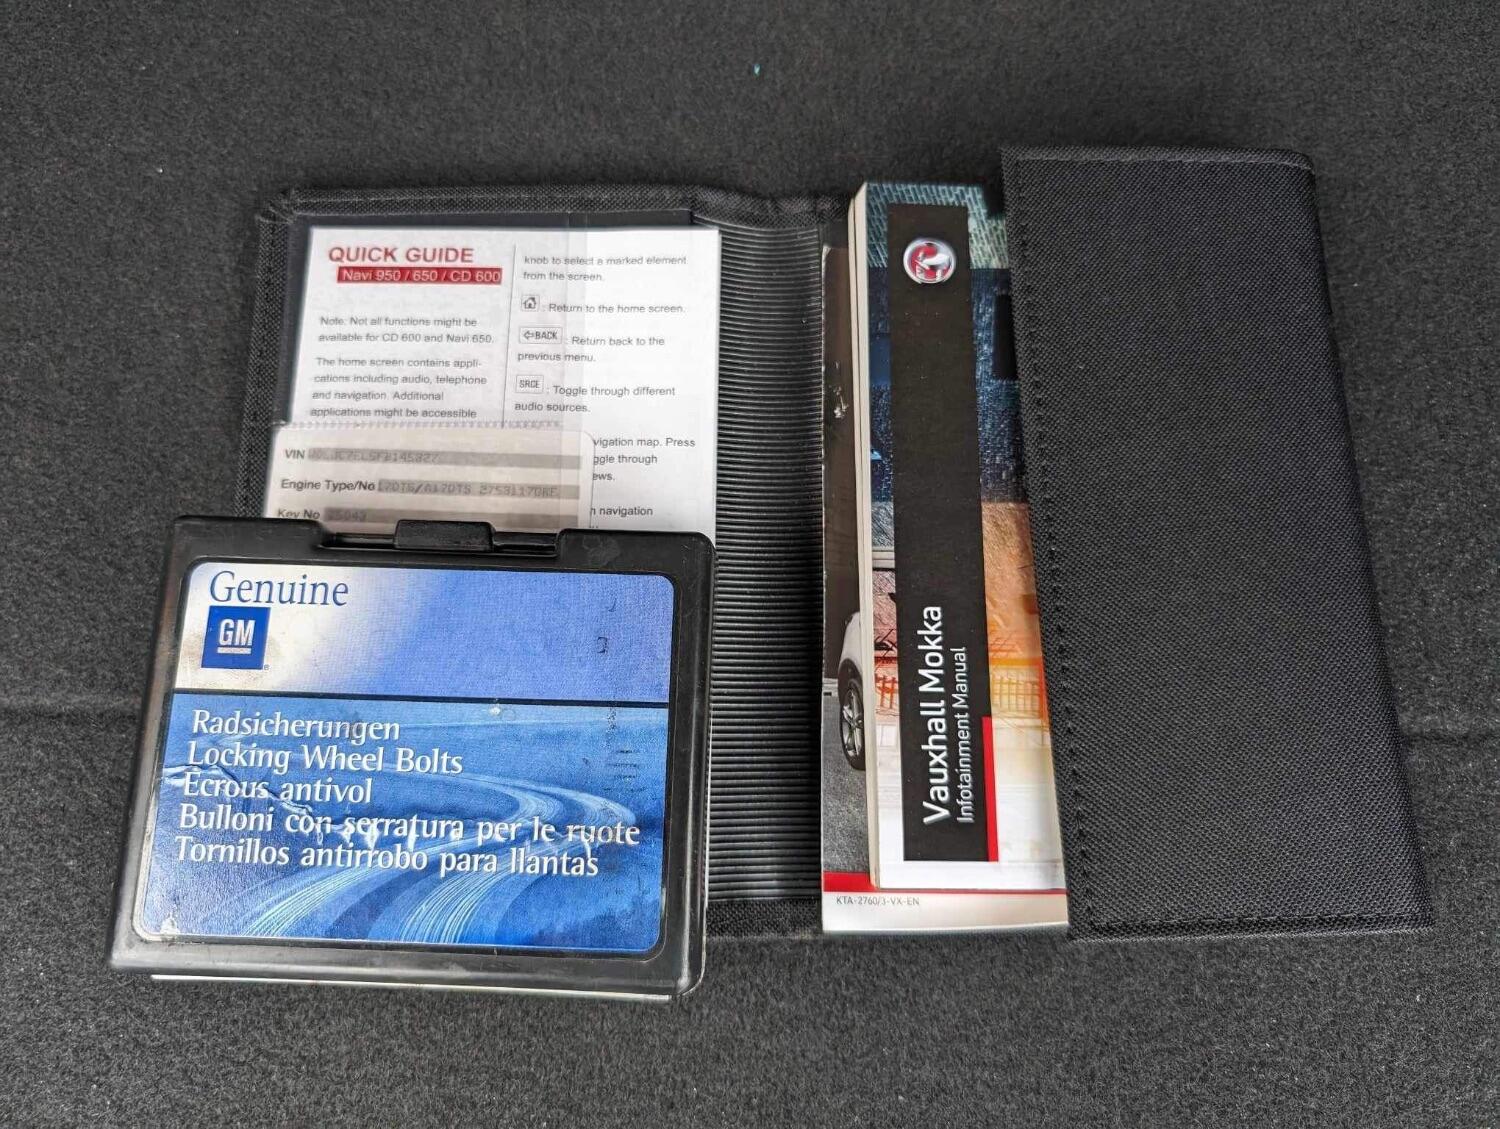 QUICK GUIDE
Navi 950 / 650 / CD 600
Note: Not all functions might be
available for CD 600 and Navi 650.
The home screen contains appli-
cations including audio, telephone
and navigation. Additional
applications might be accessible
knob to select a marked element
from the screen.
: Return to the home screen.
BACK : Return back to the
previous menu.
SRCE : Toggle through different
audio sources.
vigation map. Press
ggle through
ews.
navigation
VIN
Engine Type/No
Key No
Genuine
GM
®
Radsicherungen
Locking Wheel Bolts
Ecrous antivol
Bulloni con serratura per le ruote
Tornillos antirrobo para llantas
Vauxhall Mokka
Infotainment Manual
KTA-2760/3-VX-EN